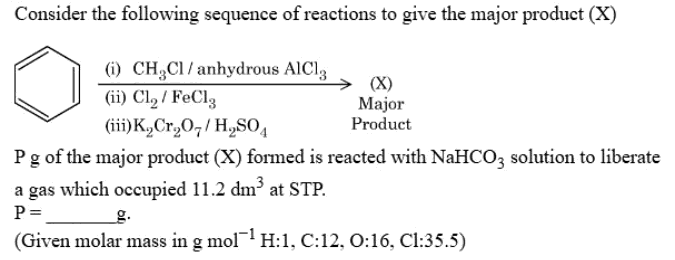 Consider the following sequence of reactions to give the major product (X)
(i) CH₃Cl / anhydrous AlCl₃
(ii) Cl₂ / FeCl₃
(iii)K₂Cr₂O₇ / H₂SO₄
(X)
Major
Product
P g of the major product (X) formed is reacted with NaHCO₃ solution to liberate
a gas which occupied 11.2 dm³ at STP.
P = ________g.
(Given molar mass in g mol⁻¹ H:1, C:12, O:16, Cl:35.5)